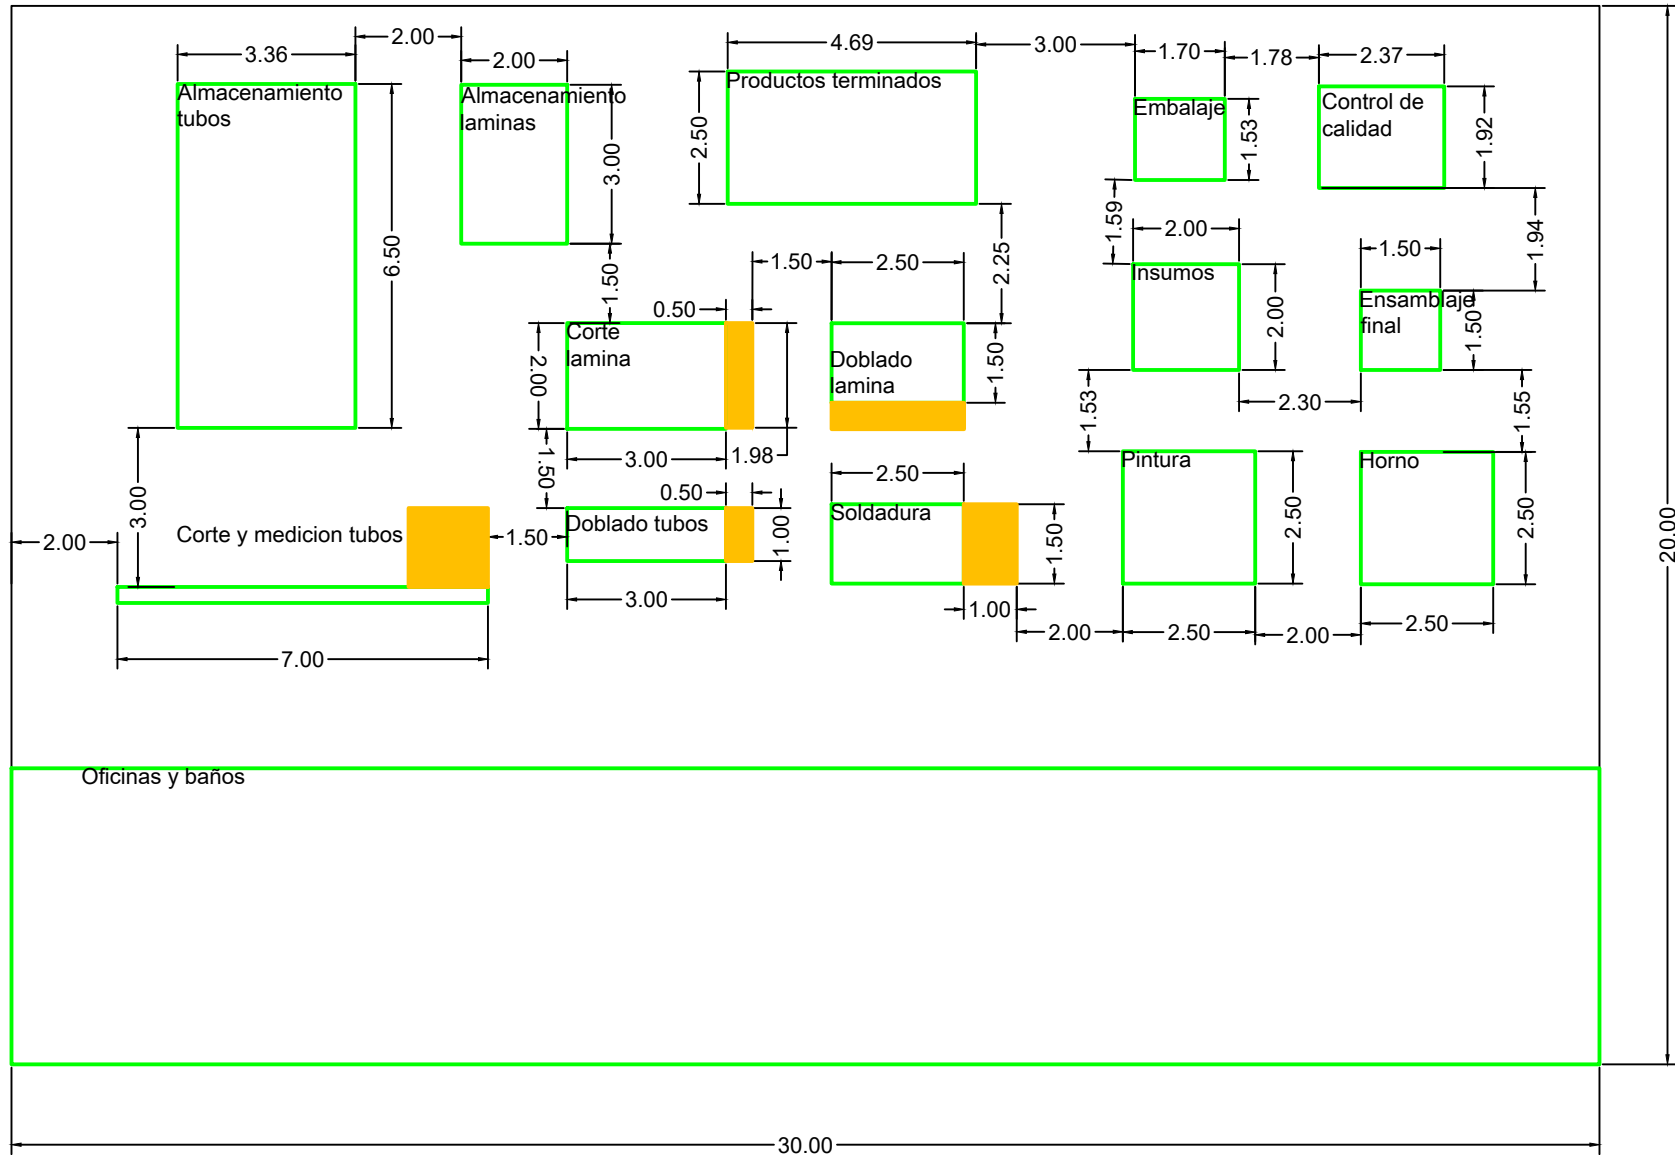 3.36
2.00
2.00
4.69
3.00
1.70
1.78
2.37
Almacenamiento
tubos
Almacenamiento
laminas
Productos terminados
Embalaje
Control de
calidad
6.50
3.00
2.50
1.53
1.92
1.59
2.00
1.94
1.50
1.50
1.50
2.50
2.25
Insumos
2.00
Ensamblaje
final
1.50
0.50
Corte
lamina
2.00
Doblado
lamina
1.50
1.53
2.30
1.55
3.00
1.98
1.50
2.50
Pintura
2.50
Horno
2.50
3.00
0.50
Corte y medicion tubos
1.50
Doblado tubos
1.00
Soldadura
1.50
2.00
20.00
3.00
1.00
2.00
2.50
2.00
2.50
7.00
Oficinas y baños
30.00